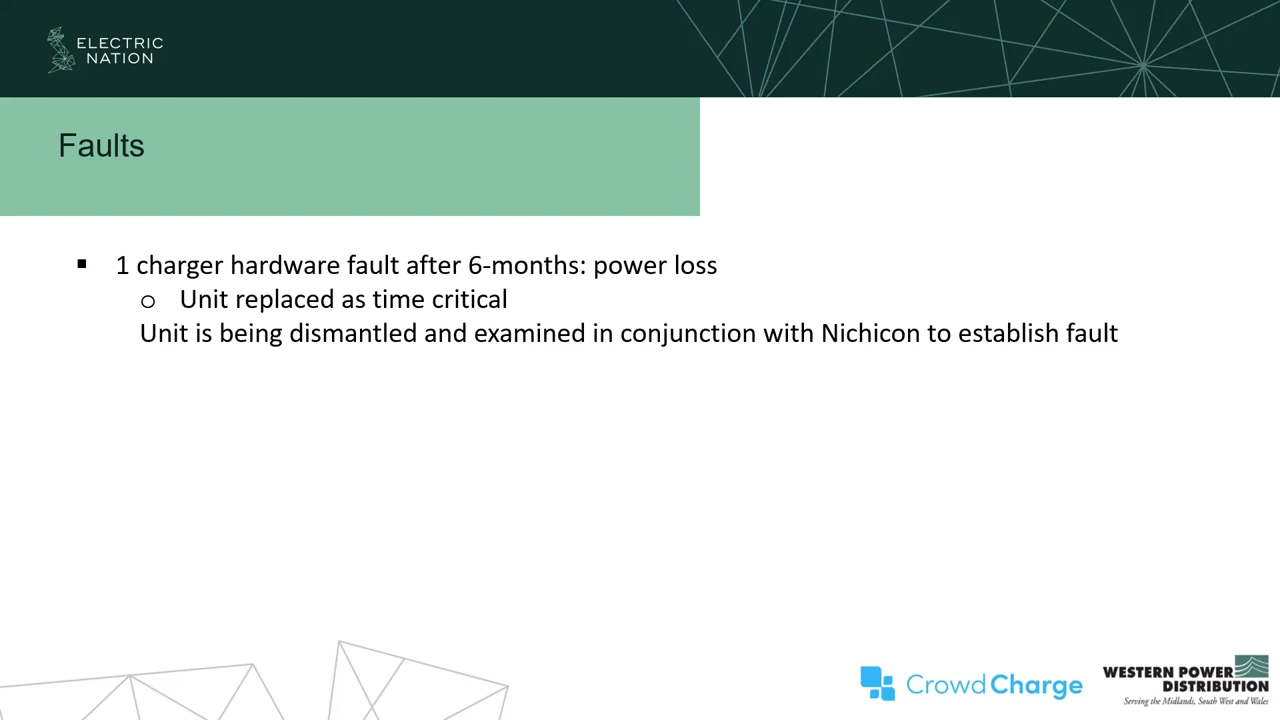 ELECTRIC
NATION
Faults
▪ 1 charger hardware fault after 6-months: power loss
o Unit replaced as time critical
Unit is being dismantled and examined in conjunction with Nichicon to establish fault
CrowdCharge
WESTERN POWER
DISTRIBUTION
Serving the Midlands, South West and Wales